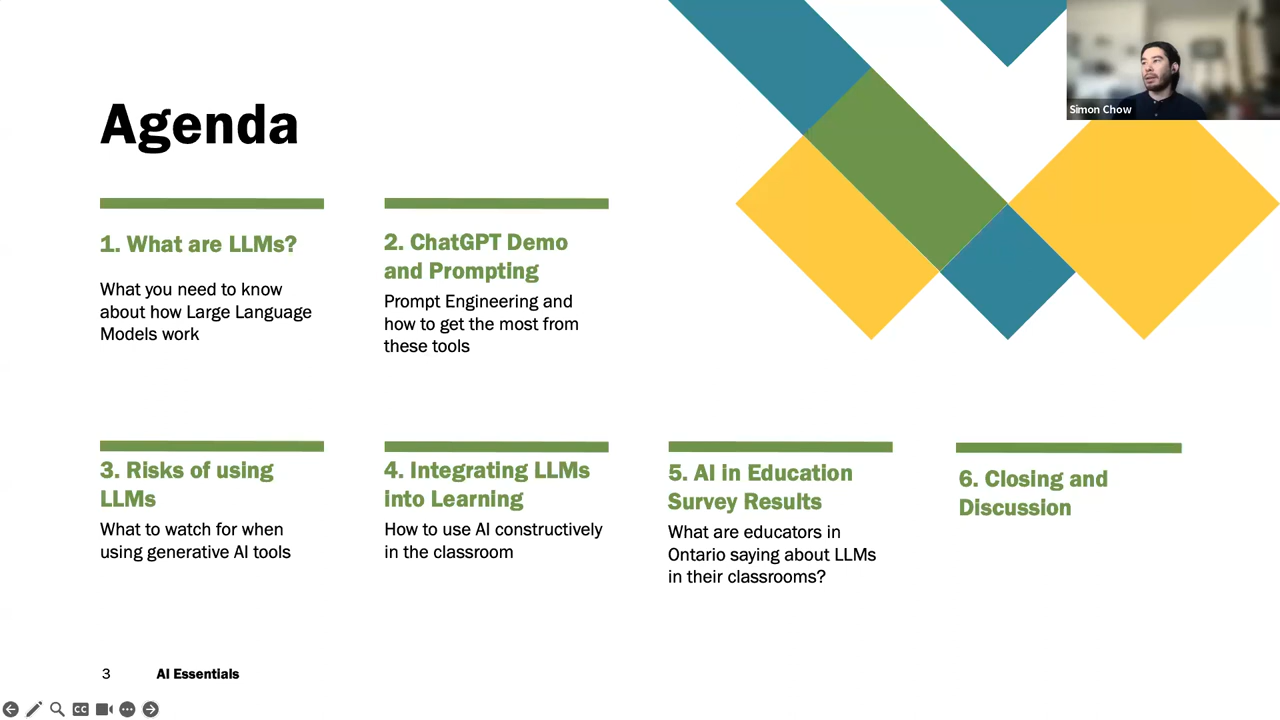 Simon Chow
Agenda
1. What are LLMs?
What you need to know
about how Large Language
Models work
2. ChatGPT Demo
and Prompting
Prompt Engineering and
how to get the most from
these tools
3. Risks of using
LLMs
What to watch for when
using generative AI tools
4. Integrating LLMs
into Learning
How to use AI constructively
in the classroom
5. AI in Education
Survey Results
What are educators in
Ontario saying about LLMs
in their classrooms?
6. Closing and
Discussion
3
AI Essentials
CC